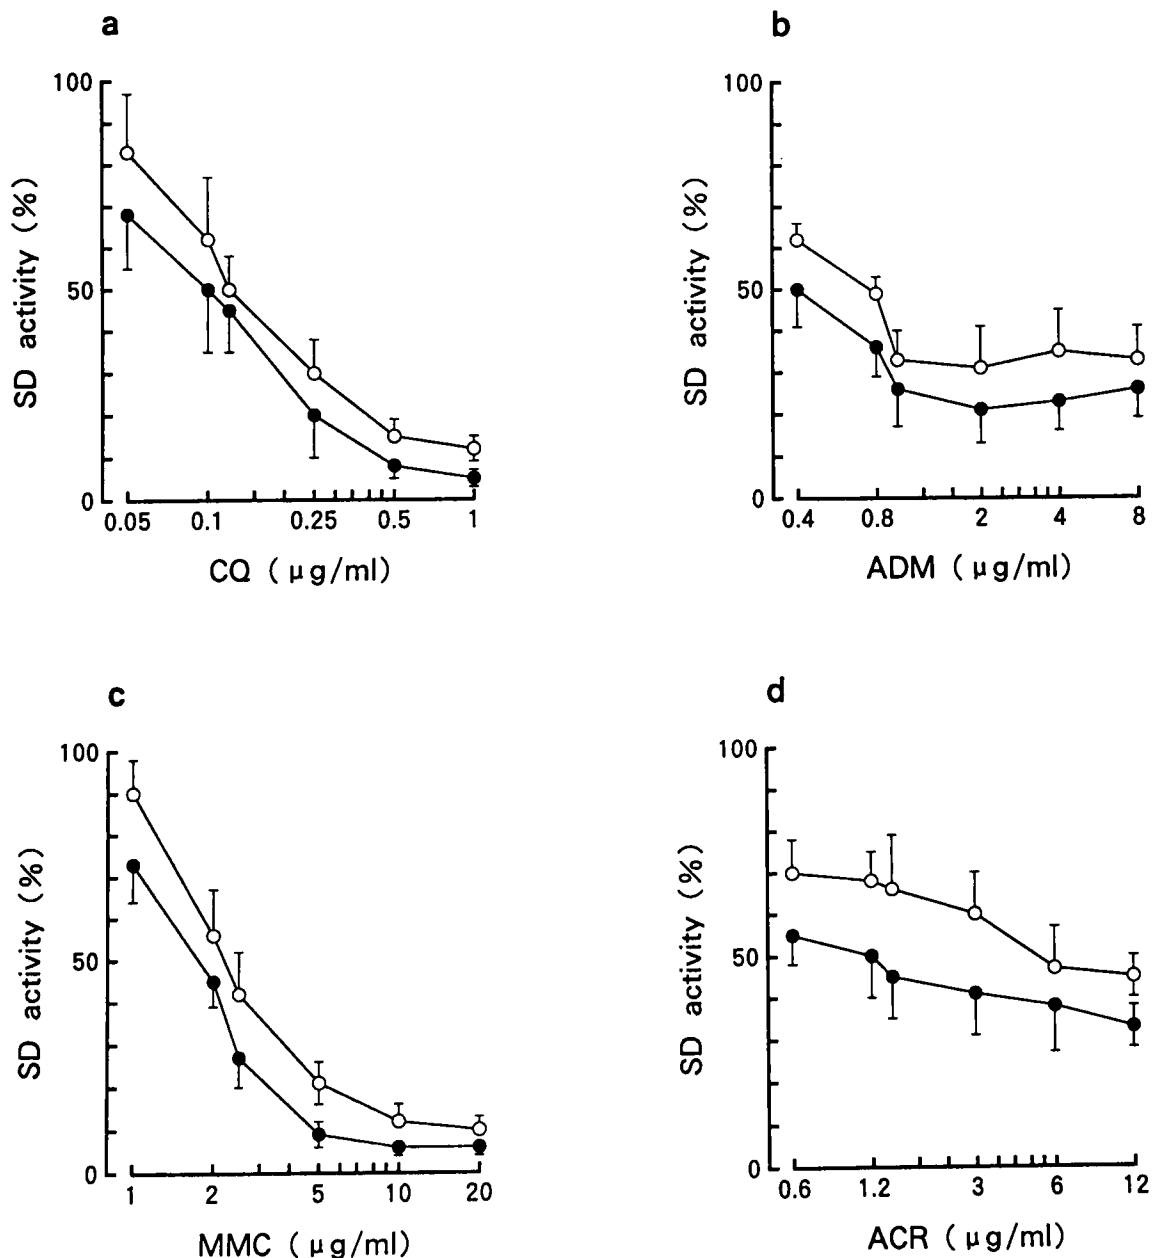 a
100
50
0
SD activity (%)
0.05 0.1 0.25 0.5 1
CQ ( μg/ml)
b
100
50
0
SD activity (%)
0.4 0.8 2 4 8
ADM ( μg/ml)
c
100
50
0
SD activity (%)
1 2 5 10 20
MMC ( μg/ml)
d
100
50
0
SD activity (%)
0.6 1.2 3 6 12
ACR ( μg/ml)